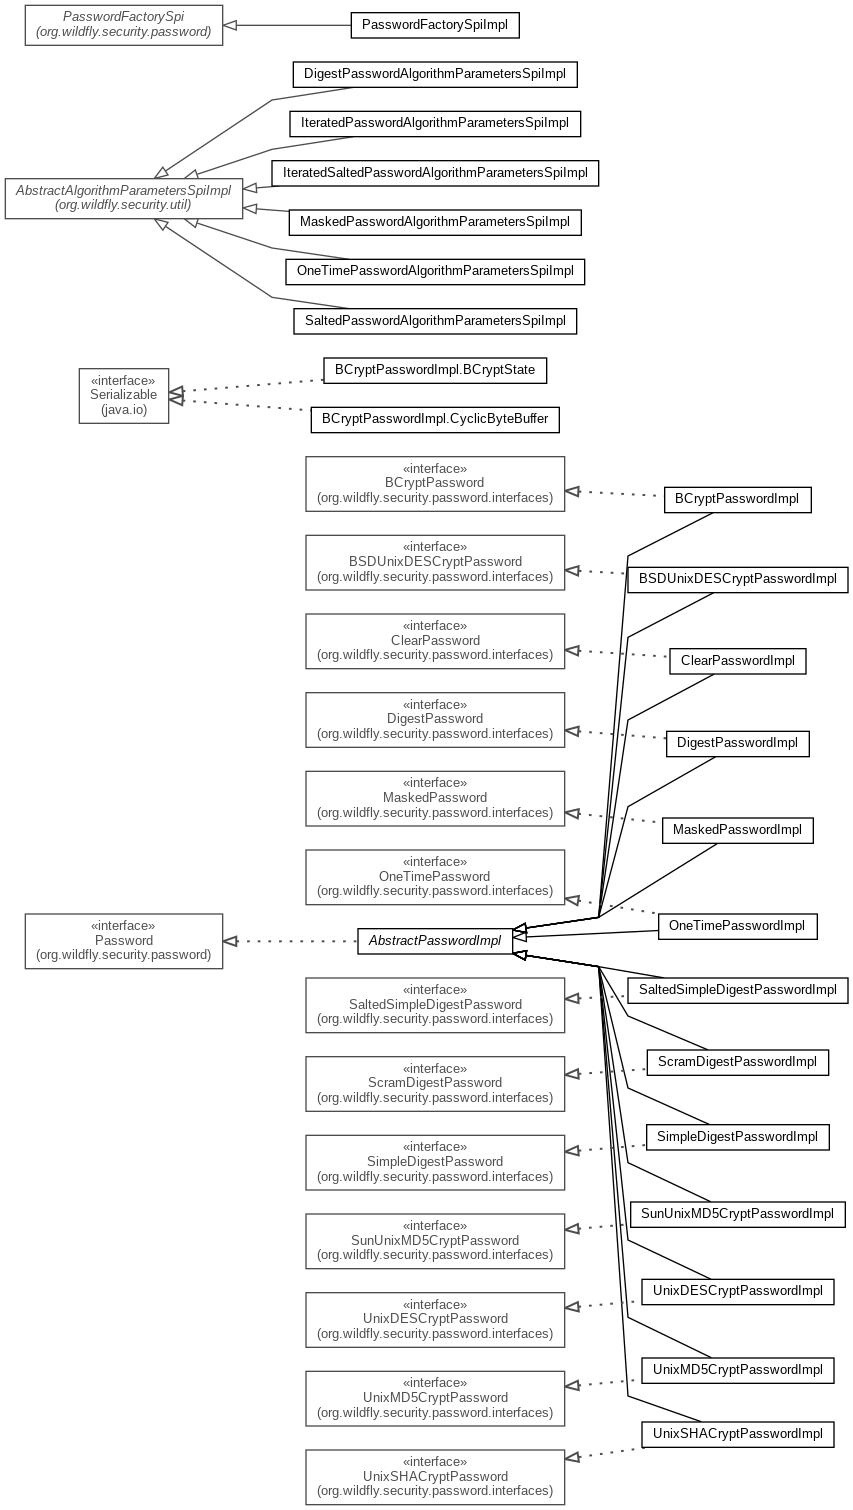 PasswordFactorySpi
(org.wildfly.security.password)
PasswordFactorySpiImpl
DigestPasswordAlgorithmParametersSpiImpl
IteratedPasswordAlgorithmParametersSpiImpl
IteratedSaltedPasswordAlgorithmParametersSpiImpl
AbstractAlgorithmParametersSpiImpl
(org.wildfly.security.util)
MaskedPasswordAlgorithmParametersSpiImpl
OneTimePasswordAlgorithmParametersSpiImpl
SaltedPasswordAlgorithmParametersSpiImpl
«interface»
Serializable
(java.io)
BCryptPasswordImpl.BCryptState
BCryptPasswordImpl.CyclicByteBuffer
«interface»
BCryptPassword
(org.wildfly.security.password.interfaces)
BCryptPasswordImpl
«interface»
BSDUnixDESCryptPassword
(org.wildfly.security.password.interfaces)
BSDUnixDESCryptPasswordImpl
«interface»
ClearPassword
(org.wildfly.security.password.interfaces)
ClearPasswordImpl
«interface»
DigestPassword
(org.wildfly.security.password.interfaces)
DigestPasswordImpl
«interface»
MaskedPassword
(org.wildfly.security.password.interfaces)
MaskedPasswordImpl
«interface»
OneTimePassword
(org.wildfly.security.password.interfaces)
OneTimePasswordImpl
«interface»
Password
(org.wildfly.security.password)
AbstractPasswordImpl
«interface»
SaltedSimpleDigestPassword
(org.wildfly.security.password.interfaces)
SaltedSimpleDigestPasswordImpl
«interface»
ScramDigestPassword
(org.wildfly.security.password.interfaces)
ScramDigestPasswordImpl
«interface»
SimpleDigestPassword
(org.wildfly.security.password.interfaces)
SimpleDigestPasswordImpl
«interface»
SunUnixMD5CryptPassword
(org.wildfly.security.password.interfaces)
SunUnixMD5CryptPasswordImpl
«interface»
UnixDESCryptPassword
(org.wildfly.security.password.interfaces)
UnixDESCryptPasswordImpl
«interface»
UnixMD5CryptPassword
(org.wildfly.security.password.interfaces)
UnixMD5CryptPasswordImpl
«interface»
UnixSHACryptPassword
(org.wildfly.security.password.interfaces)
UnixSHACryptPasswordImpl